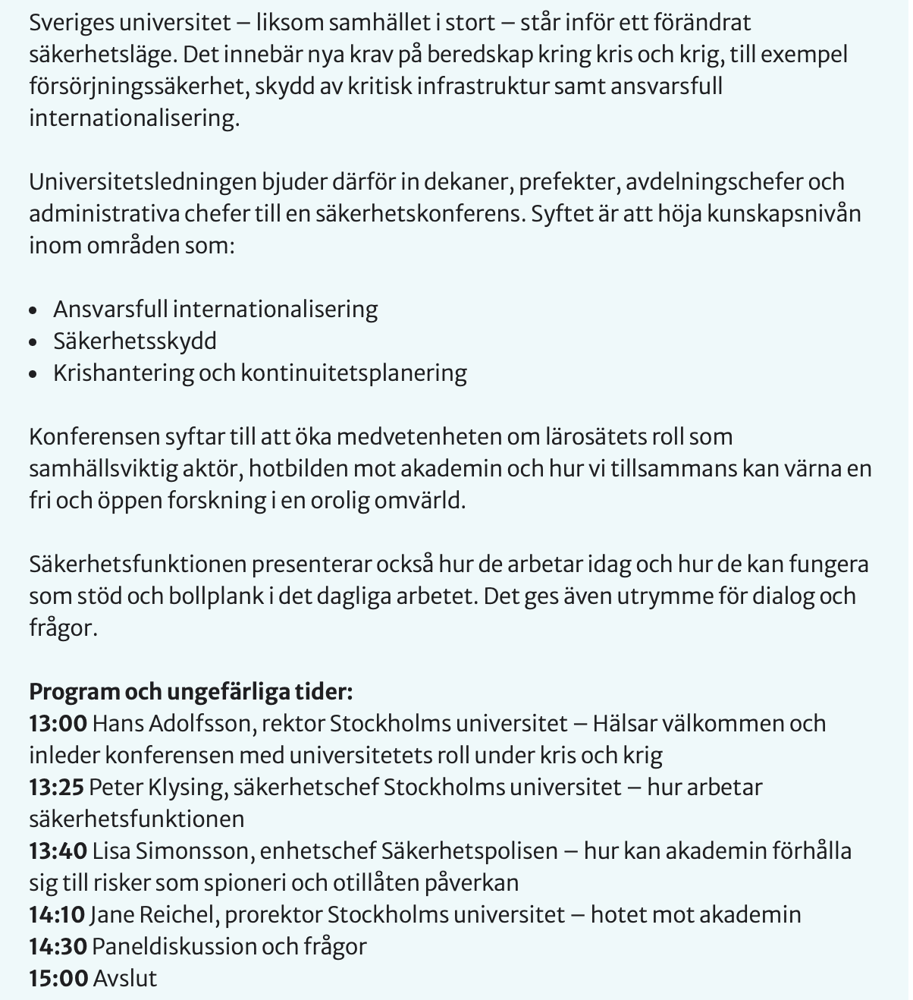 Sveriges universitet – liksom samhället i stort – står inför ett förändrat
säkerhetsläge. Det innebär nya krav på beredskap kring kris och krig, till exempel
försörjningssäkerhet, skydd av kritisk infrastruktur samt ansvarsfull
internationalisering.
Universitetsledningen bjuder därför in dekaner, prefekter, avdelningschefer och
administrativa chefer till en säkerhetskonferens. Syftet är att höja kunskapsnivån
inom områden som:
• Ansvarsfull internationalisering
• Säkerhetsskydd
• Krishantering och kontinuitetsplanering
Konferensen syftar till att öka medvetenheten om lärosätets roll som
samhällsviktig aktör, hotbilden mot akademin och hur vi tillsammans kan värna en
fri och öppen forskning i en orolig omvärld.
Säkerhetsfunktionen presenterar också hur de arbetar idag och hur de kan fungera
som stöd och bollplank i det dagliga arbetet. Det ges även utrymme för dialog och
frågor.
Program och ungefärliga tider:
13:00 Hans Adolfsson, rektor Stockholms universitet – Hälsar välkommen och
inleder konferensen med universitetets roll under kris och krig
13:25 Peter Klysing, säkerhetschef Stockholms universitet – hur arbetar
säkerhetsfunktionen
13:40 Lisa Simonsson, enhetschef Säkerhetspolisen – hur kan akademin förhålla
sig till risker som spioneri och otillåten påverkan
14:10 Jane Reichel, prorektor Stockholms universitet – hotet mot akademin
14:30 Paneldiskussion och frågor
15:00 Avslut